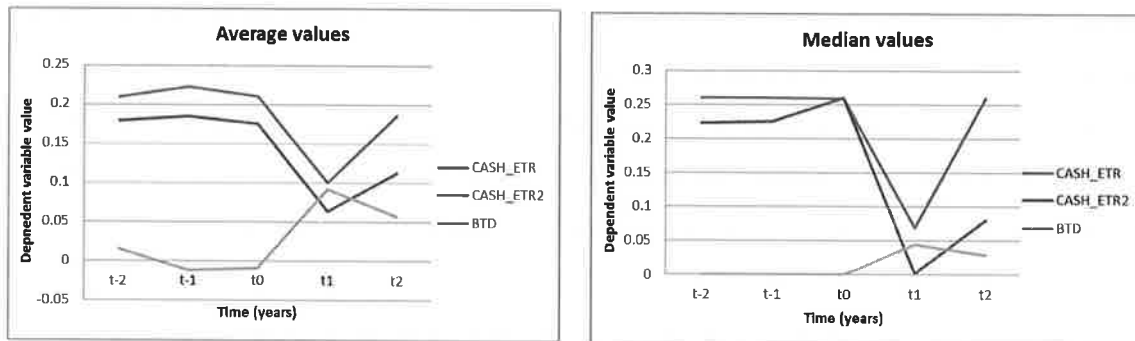 Average values
Depnedent variable value
0.25
0.2
0.15
0.1
0.05
0
-0.05
t-2 t-1 t0 t1 t2
Time (years)
CASH_ETR
CASH_ETR2
BTD
Median values
Dependent variable value
0.3
0.25
0.2
0.15
0.1
0.05
0
t-2 t-1 t0 t1 t2
Time (years)
CASH_ETR
CASH_ETR2
BTD